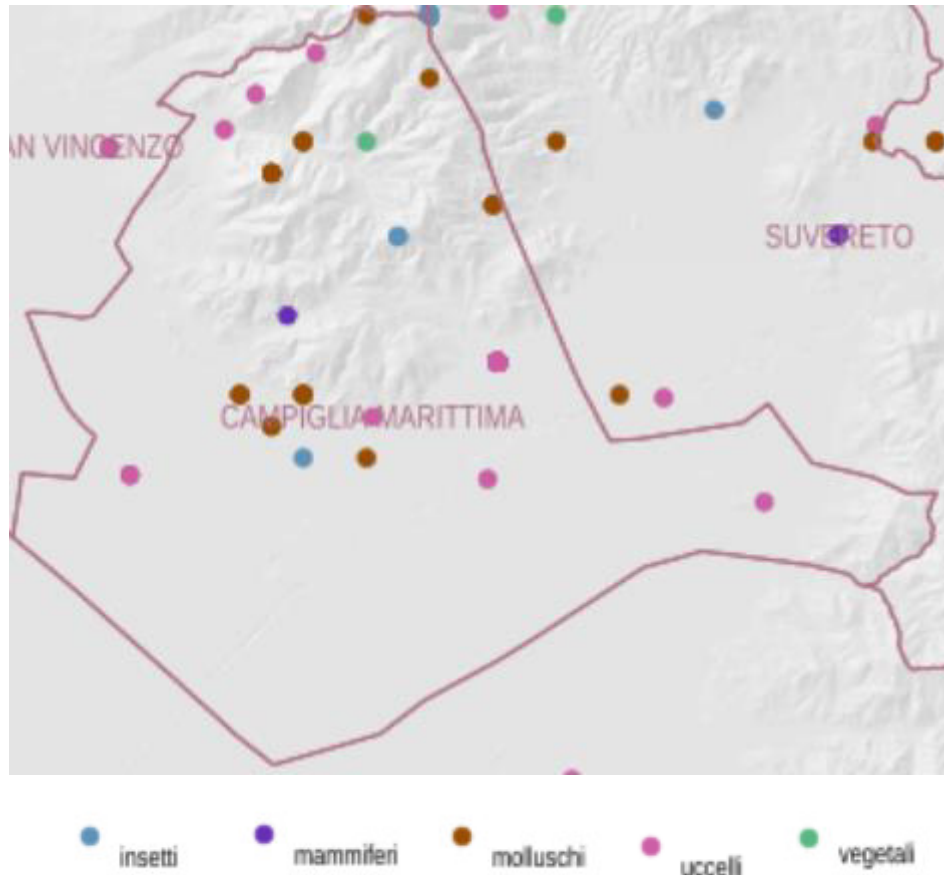 AN VINCENZO
SUVERETO
CAMPIGLIA MARITTIMA
insetti mammiferi molluschi uccelli vegetali